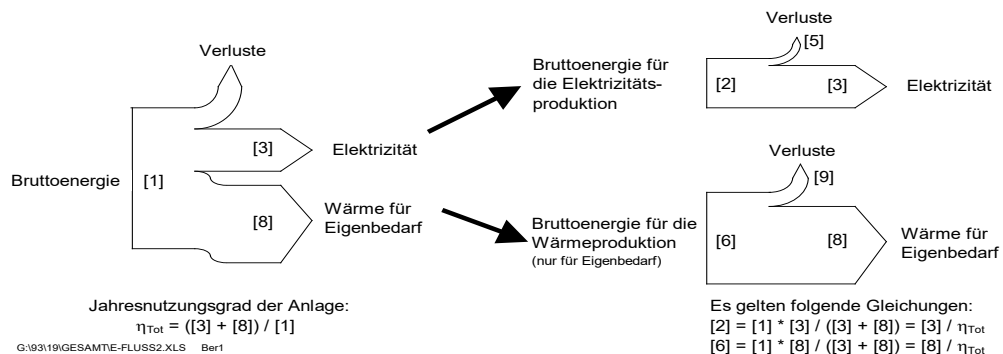 Verluste
[3]
Elektrizität
Bruttoenergie
[1]
[8]
Wärme für
Eigenbedarf
Jahresnutzungsgrad der Anlage:
ηTot = ([3] + [8]) / [1]
G:\93\19\GESAMT\E-FLUSS2.XLS Ber1
Bruttoenergie für
die Elektrizitäts-
produktion
Verluste
[5]
[2]
[3]
Elektrizität
Bruttoenergie für die
Wärmeproduktion
(nur für Eigenbedarf)
Verluste
[9]
[6]
[8]
Wärme für
Eigenbedarf
Es gelten folgende Gleichungen:
[2] = [1] * [3] / ([3] + [8]) = [3] / ηTot
[6] = [1] * [8] / ([3] + [8]) = [8] / ηTot